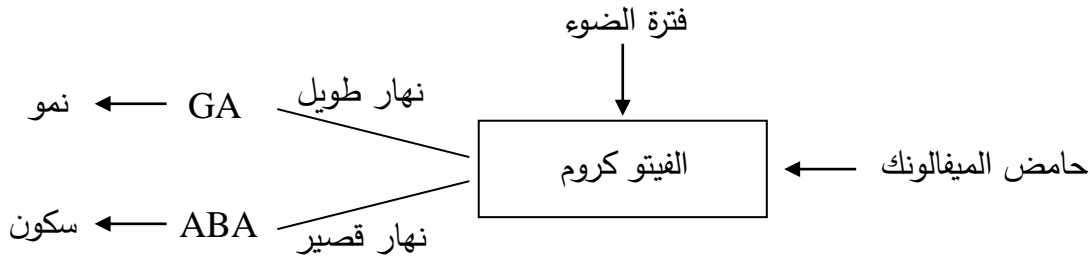 فترة الضوء
حامض الميفالونك
الفيتو كروم
نهار طويل
GA
نمو
نهار قصير
ABA
سكون